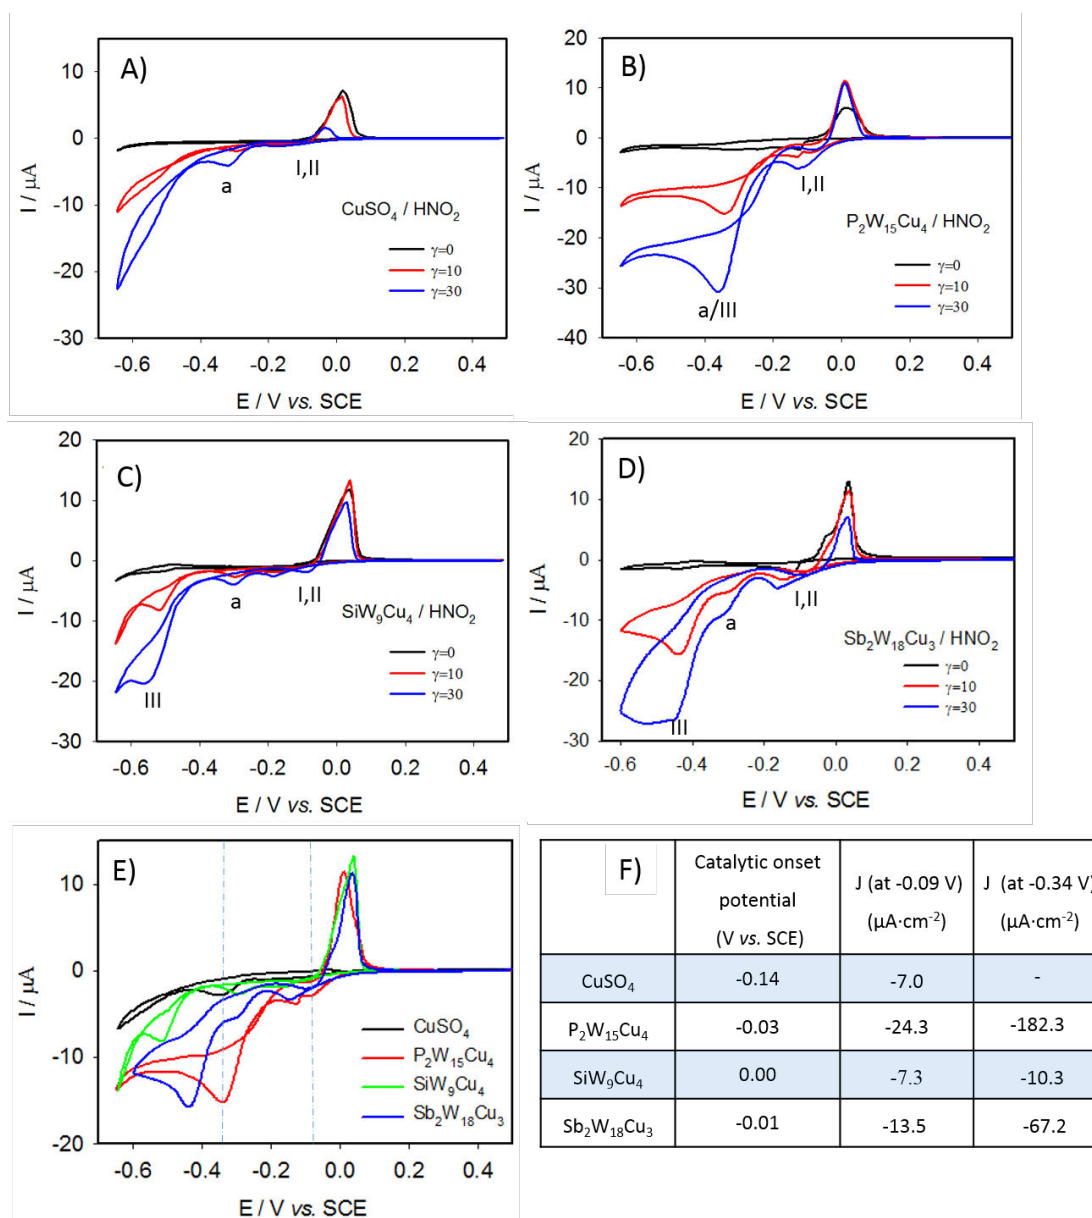 A)
10
0
-10
-20
-30
I / µA
I,II
a
CuSO4 / HNO2
γ=0
γ=10
γ=30
-0.6 -0.4 -0.2 0.0 0.2 0.4
E / V vs. SCE
B)
20
10
0
-10
-20
-30
-40
I / µA
I,II
a/III
P2W15Cu4 / HNO2
γ=0
γ=10
γ=30
-0.6 -0.4 -0.2 0.0 0.2 0.4
E / V vs. SCE
C)
20
10
0
-10
-20
-30
I / µA
a
I,II
III
SiW9Cu4 / HNO2
γ=0
γ=10
γ=30
-0.6 -0.4 -0.2 0.0 0.2 0.4
E / V vs. SCE
D)
20
10
0
-10
-20
-30
I / µA
I,II
a
III
Sb2W18Cu3 / HNO2
γ=0
γ=10
γ=30
-0.6 -0.4 -0.2 0.0 0.2 0.4
E / V vs. SCE
E)
10
0
-10
-20
I / µA
CuSO4
P2W15Cu4
SiW9Cu4
Sb2W18Cu3
-0.6 -0.4 -0.2 0.0 0.2 0.4
E / V vs. SCE
F)
Catalytic onset
potential
(V vs. SCE)
J (at -0.09 V)
(µA·cm-2)
J (at -0.34 V)
(µA·cm-2)
CuSO4 -0.14 -7.0 -
P2W15Cu4 -0.03 -24.3 -182.3
SiW9Cu4 0.00 -7.3 -10.3
Sb2W18Cu3 -0.01 -13.5 -67.2